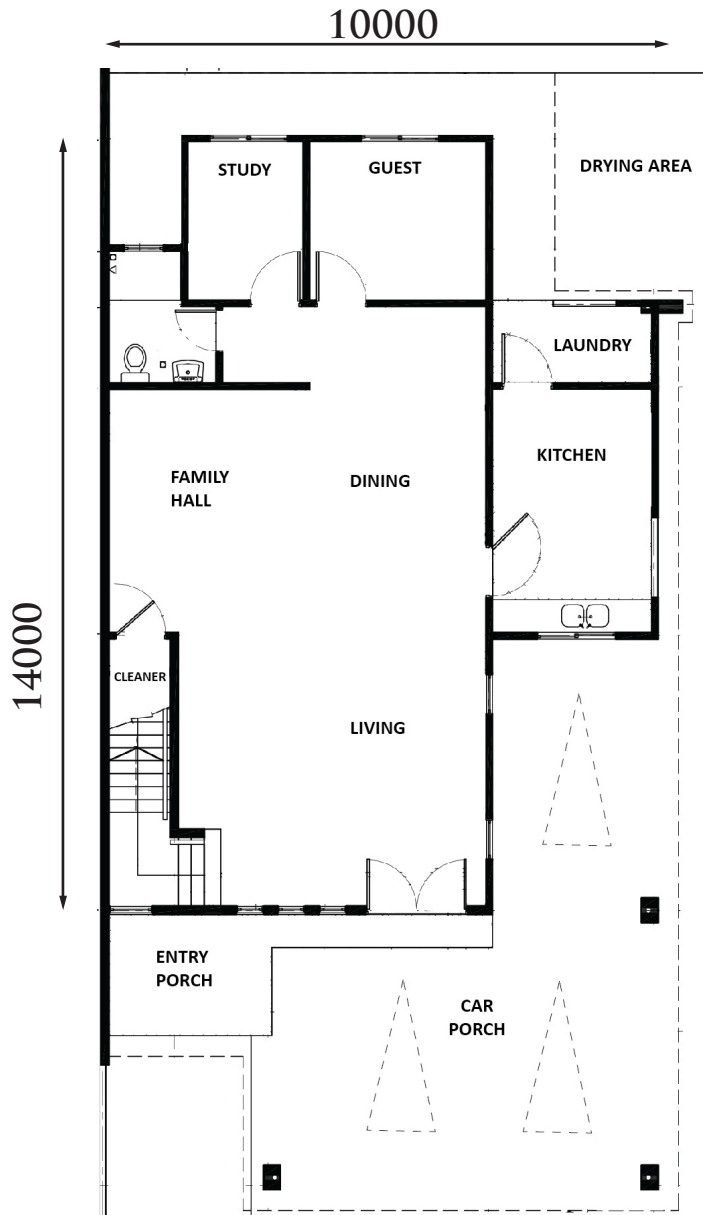 10000
STUDY
GUEST
DRYING AREA
LAUNDRY
KITCHEN
FAMILY
HALL
DINING
14000
CLEANER
LIVING
ENTRY
PORCH
CAR
PORCH